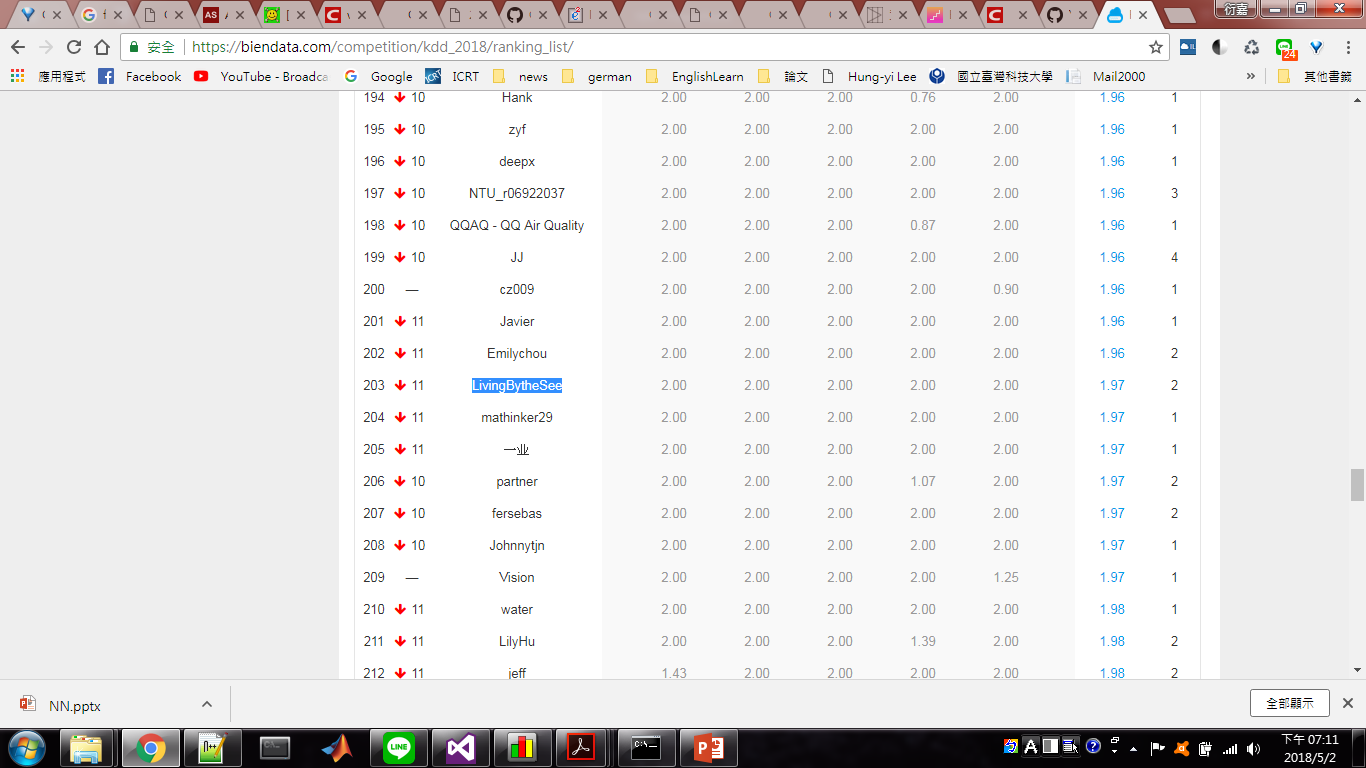 衍嘉
安全 https://biendata.com/competition/kdd_2018/ranking_list/
24
應用程式 Facebook YouTube - Broadca Google ICRT news german EnglishLearn 論文 Hung-yi Lee 國立臺灣科技大學 Mail2000 » 其他書籤
194 10 Hank 2.00 2.00 2.00 0.76 2.00 1.96 1
195 10 zyf 2.00 2.00 2.00 2.00 2.00 1.96 1
196 10 deepx 2.00 2.00 2.00 2.00 2.00 1.96 1
197 10 NTU_r06922037 2.00 2.00 2.00 2.00 2.00 1.96 3
198 10 QQAQ - QQ Air Quality 2.00 2.00 2.00 0.87 2.00 1.96 1
199 10 JJ 2.00 2.00 2.00 2.00 2.00 1.96 4
200 — cz009 2.00 2.00 2.00 2.00 0.90 1.96 1
201 11 Javier 2.00 2.00 2.00 2.00 2.00 1.96 1
202 11 Emilychou 2.00 2.00 2.00 2.00 2.00 1.96 2
203 11 LivingBytheSee 2.00 2.00 2.00 2.00 2.00 1.97 2
204 11 mathinker29 2.00 2.00 2.00 2.00 2.00 1.97 1
205 11 一业 2.00 2.00 2.00 2.00 2.00 1.97 1
206 10 partner 2.00 2.00 2.00 1.07 2.00 1.97 2
207 10 fersebas 2.00 2.00 2.00 2.00 2.00 1.97 2
208 10 Johnnytjn 2.00 2.00 2.00 2.00 2.00 1.97 1
209 — Vision 2.00 2.00 2.00 2.00 1.25 1.97 1
210 11 water 2.00 2.00 2.00 2.00 2.00 1.98 1
211 11 LilyHu 2.00 2.00 2.00 1.39 2.00 1.98 2
212 11 jeff 1.43 2.00 2.00 2.00 2.00 1.98 2
NN.pptx 全部顯示
下午 07:11
2018/5/2